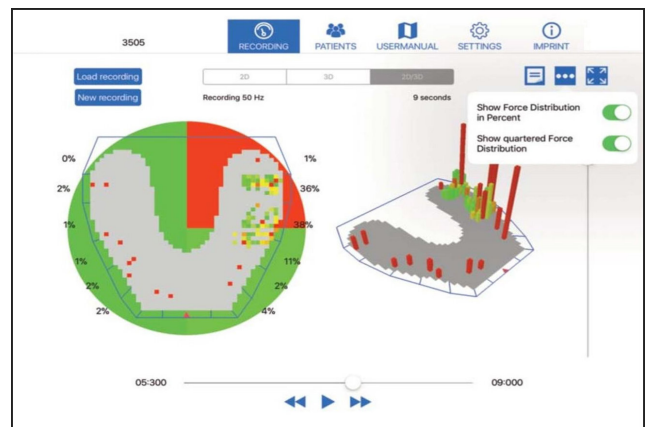 3505
RECORDING PATIENTS USERMANUAL SETTINGS IMPRINT
Load recording
New recording
2D 3D 2D/3D
Recording 50 Hz 9 seconds
Show Force Distribution
in Percent
Show quartered Force
Distribution
0% 1%
2% 36%
1% 38%
1% 11%
2% 2%
2% 4%
05:300 09:000